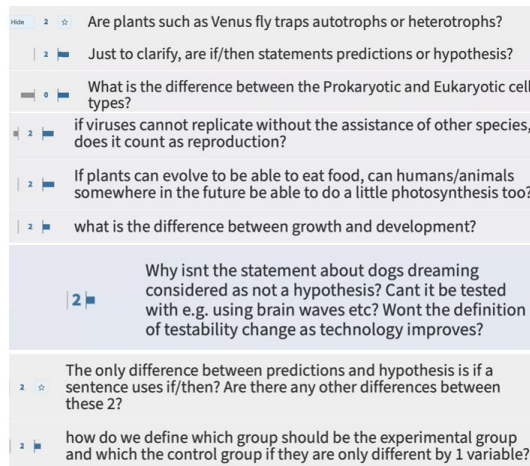 Hide 2 Are plants such as Venus fly traps autotrophs or heterotrophs?
2 Just to clarify, are if/then statements predictions or hypothesis?
0 What is the difference between the Prokaryotic and Eukaryotic cell
types?
2 if viruses cannot replicate without the assistance of other species,
does it count as reproduction?
2 If plants can evolve to be able to eat food, can humans/animals
somewhere in the future be able to do a little photosynthesis too?
2 what is the difference between growth and development?
Why isnt the statement about dogs dreaming
2 considered as not a hypothesis? Cant it be tested
with e.g. using brain waves etc? Wont the definition
of testability change as technology improves?
The only difference between predictions and hypothesis is if a
2 sentence uses if/then? Are there any other differences between
these 2?
how do we define which group should be the experimental group
2 and which the control group if they are only different by 1 variable?